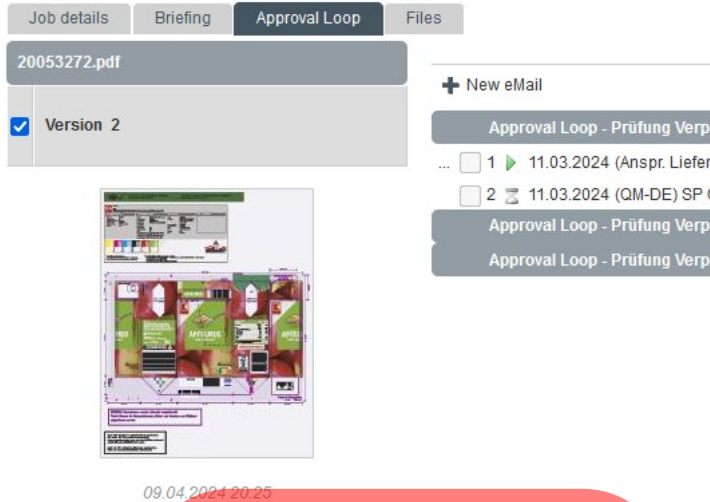 Job details
Briefing
Approval Loop
Files
20053272.pdf
Version 2
New eMail
Approval Loop - Prüfung Verp
... 1 11.03.2024 (Anspr. Liefer
2 11.03.2024 (QM-DE) SP
Approval Loop - Prüfung Verp
Approval Loop - Prüfung Verp
APFELMUS
09.04.2024 20:25